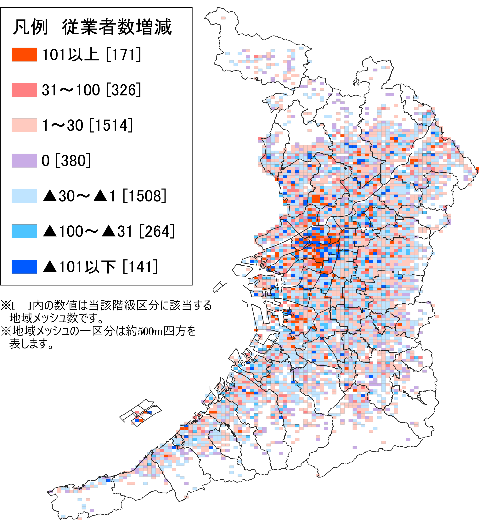 凡例 従業者数増減
101以上 [171]
31～100 [326]
1～30 [1514]
0 [380]
▲30～▲1 [1508]
▲100～▲31 [264]
▲101以下 [141]
※[ ]内の数値は当該階級区分に該当する
地域メッシュ数です。
※地域メッシュの一区分は約500m四方を
表します。